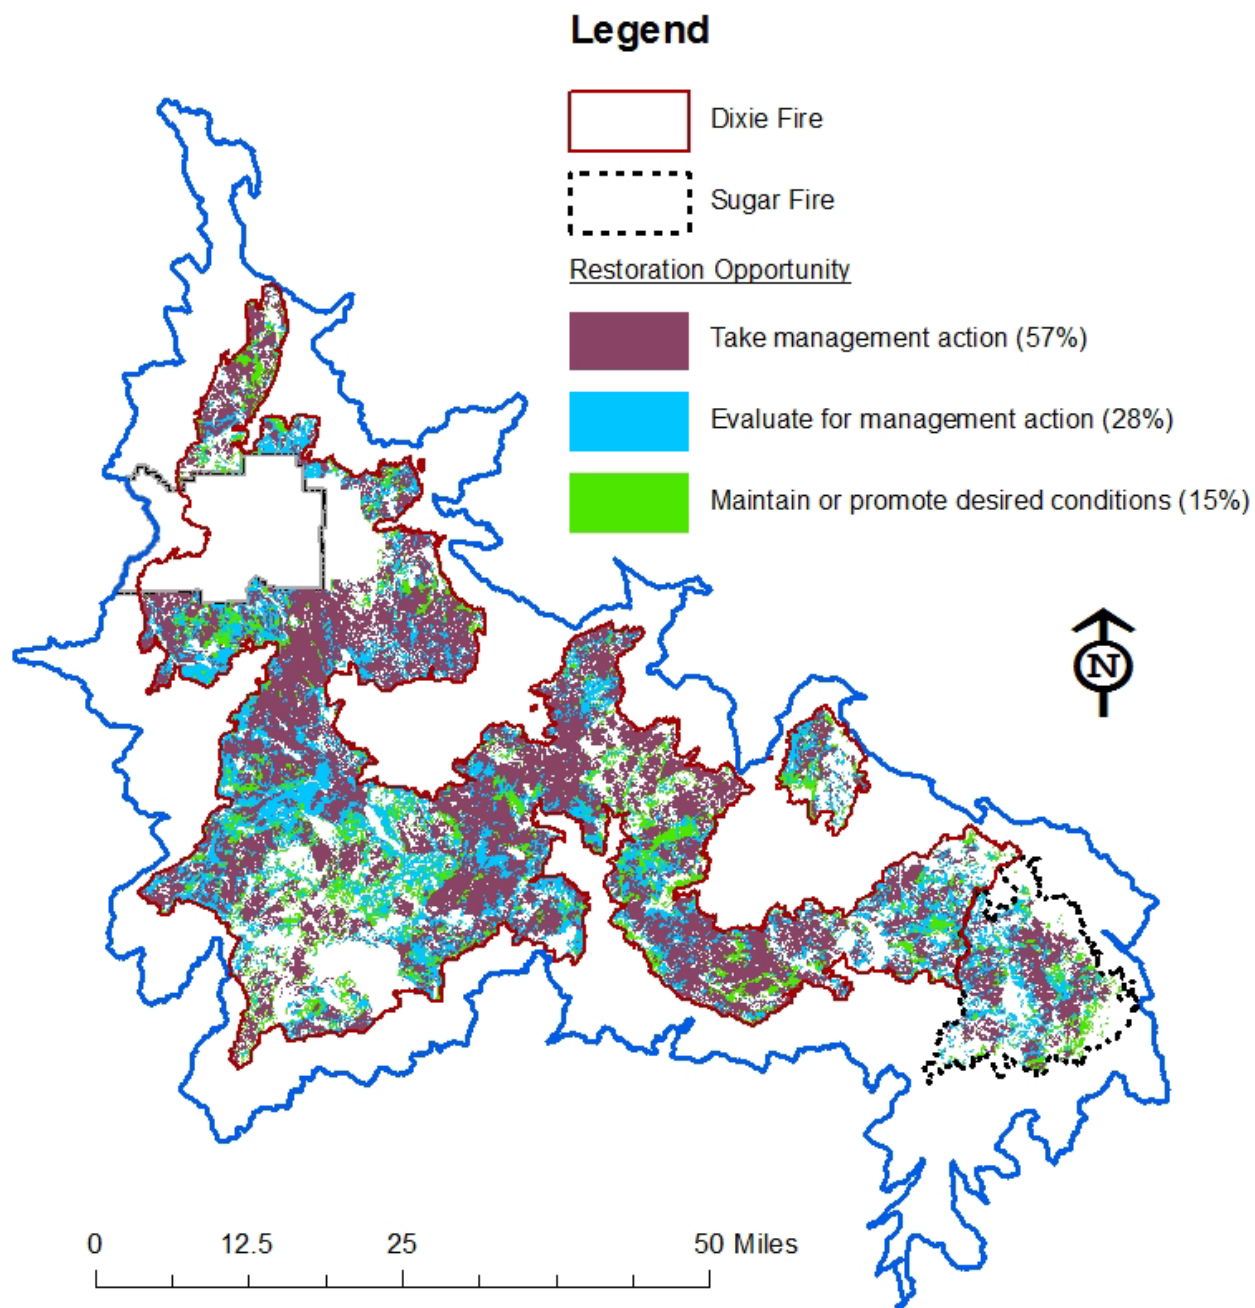 Legend
Dixie Fire
Sugar Fire
Restoration Opportunity
Take management action (57%)
Evaluate for management action (28%)
Maintain or promote desired conditions (15%)
N
0 12.5 25 50 Miles